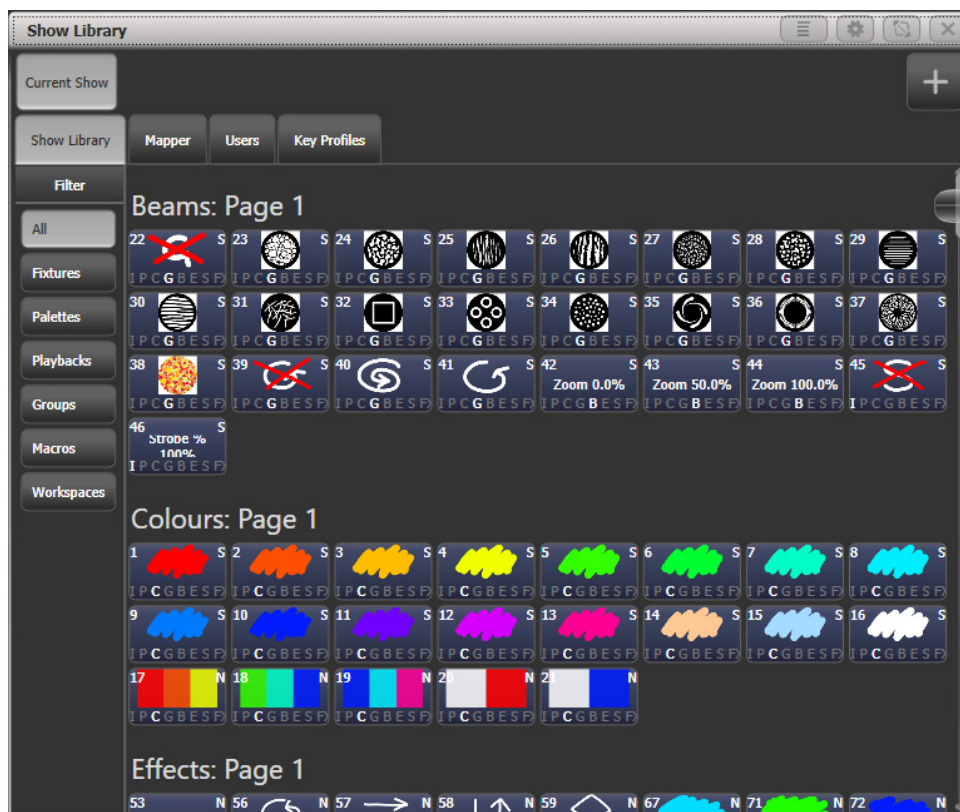 Show Library
Current Show
Show Library Mapper Users Key Profiles
Filter
All
Fixtures
Palettes
Playbacks
Groups
Macros
Workspaces
Beams: Page 1
22 S 23 S 24 S 25 S 26 S 27 S 28 S 29 S
IPCGBESF IPCGBESF IPCGBESF IPCGBESF IPCGBESF IPCGBESF IPCGBESF IPCGBESF
30 S 31 S 32 S 33 S 34 S 35 S 36 S 37 S
IPCGBESF IPCGBESF IPCGBESF IPCGBESF IPCGBESF IPCGBESF IPCGBESF IPCGBESF
38 S 39 S 40 S 41 S 42 S 43 S 44 S 45 S
Zoom 0.0% Zoom 50.0% Zoom 100.0%
IPCGBESF IPCGBESF IPCGBESF IPCGBESF IPCGBESF IPCGBESF IPCGBESF IPCGBESF
46 S
Strobe %
100%
IPCGBESF
Colours: Page 1
1 S 2 S 3 S 4 S 5 S 6 S 7 S 8 S
IPCGBESF IPCGBESF IPCGBESF IPCGBESF IPCGBESF IPCGBESF IPCGBESF IPCGBESF
9 S 10 S 11 S 12 S 13 S 14 S 15 S 16 S
IPCGBESF IPCGBESF IPCGBESF IPCGBESF IPCGBESF IPCGBESF IPCGBESF IPCGBESF
17 N 18 N 19 N 20 N 21 N
IPCGBESF IPCGBESF IPCGBESF IPCGBESF IPCGBESF
Effects: Page 1
53 N 56 N 57 N 58 N 59 N 67 N 71 N 72 N